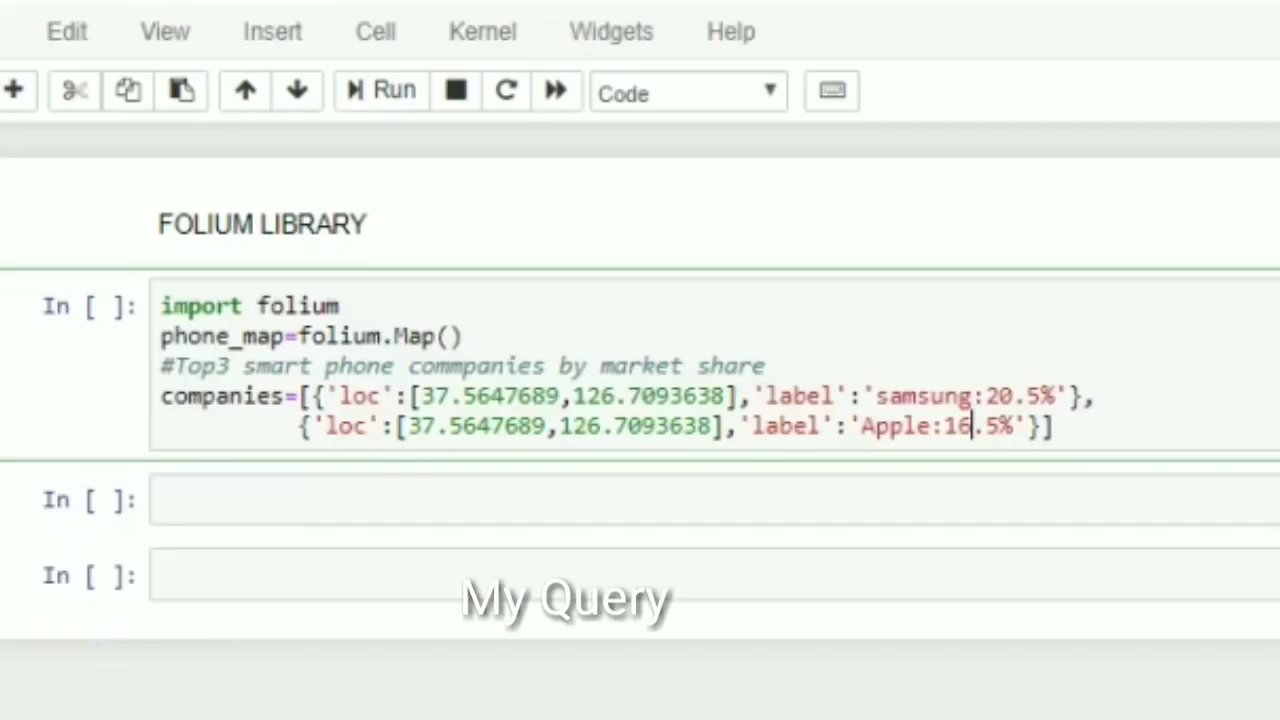 Edit View Insert Cell Kernel Widgets Help
Run Code
FOLIUM LIBRARY
In [ ]: import folium
phone_map=folium.Map()
#Top3 smart phone commpanies by market share
companies=[{'loc':[37.5647689,126.7093638],'label':'samsung:20.5%'},
{'loc':[37.5647689,126.7093638],'label':'Apple:16.5%'}]
In [ ]:
In [ ]:
My Query